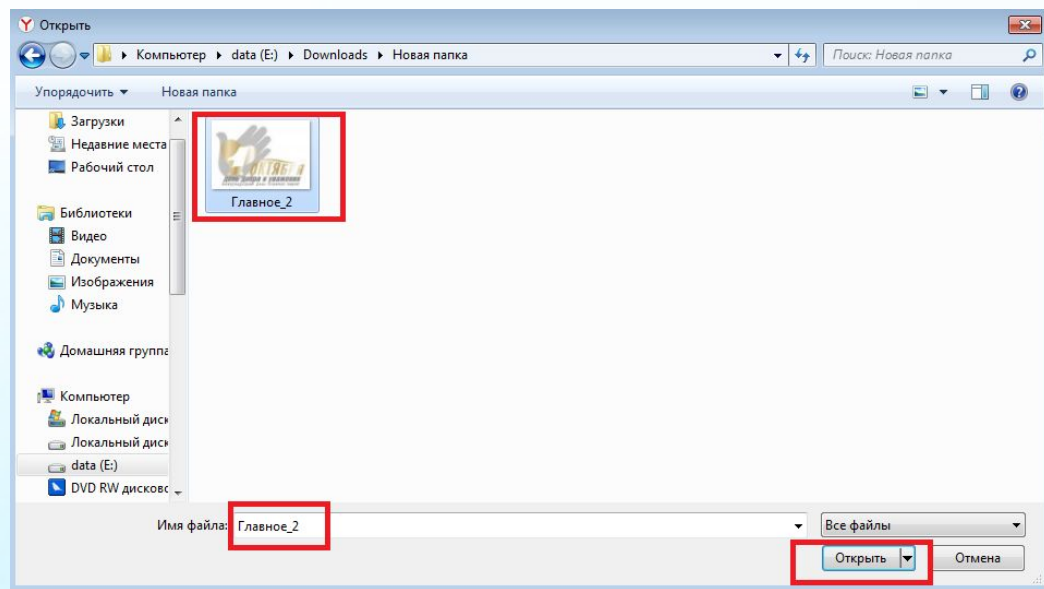 Открыть
Компьютер ▸ data (E:) ▸ Downloads ▸ Новая папка
Поиск: Новая папка
Упорядочить
Новая папка
Загрузки
Недавние места
Рабочий стол
Библиотеки
Видео
Документы
Изображения
Музыка
Домашняя группа
Компьютер
Локальный диск
Локальный диск
data (E:)
DVD RW дисково
ОКТЯБРЯ
Главное_2
Имя файла: Главное_2
Все файлы
Открыть
Отмена